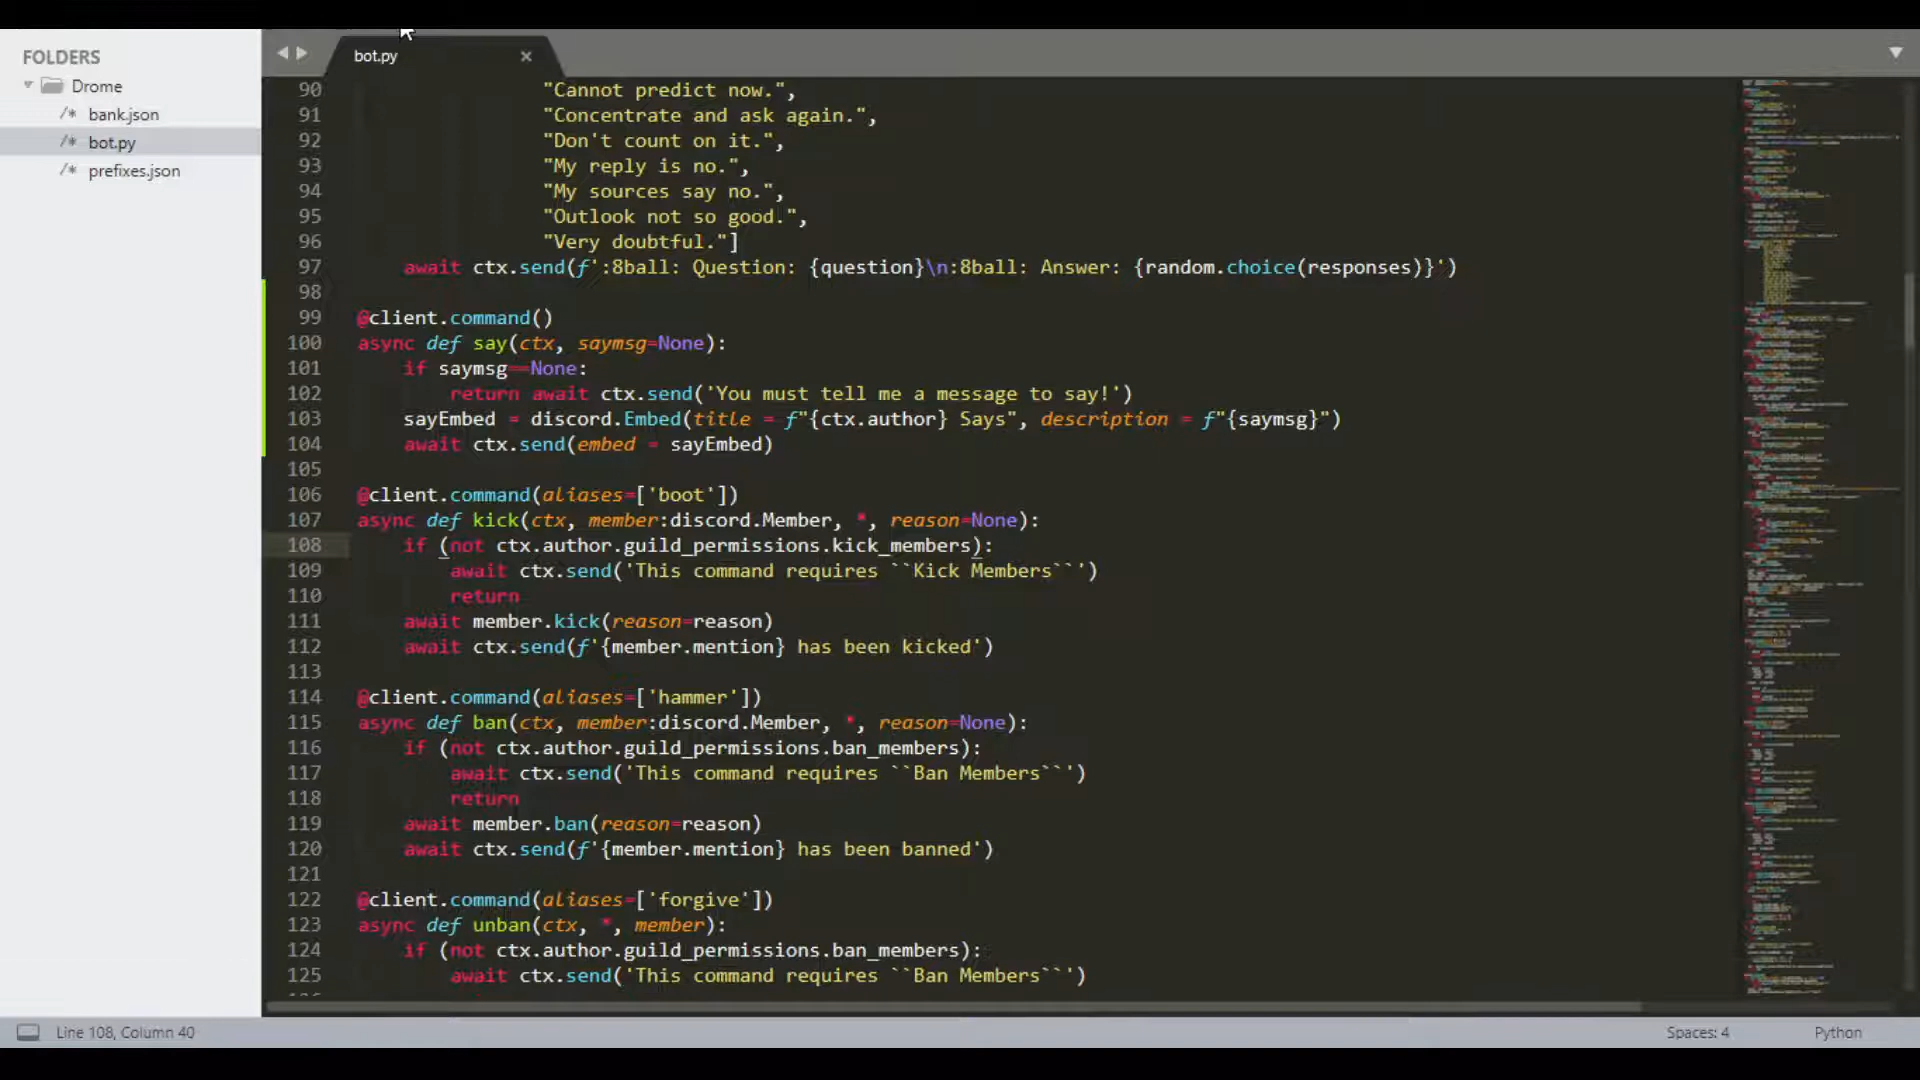 FOLDERS
Drome
/* bank.json
/* bot.py
/* prefixes.json
bot.py ×
90 "Cannot predict now.",
91 "Concentrate and ask again.",
92 "Don't count on it.",
93 "My reply is no.",
94 "My sources say no.",
95 "Outlook not so good.",
96 "Very doubtful."]
97 await ctx.send(f':8ball: Question: {question}\n:8ball: Answer: {random.choice(responses)}')
98
99 @client.command()
100 async def say(ctx, saymsg=None):
101 if saymsg==None:
102 return await ctx.send('You must tell me a message to say!')
103 sayEmbed = discord.Embed(title = f"{ctx.author} Says", description = f"{saymsg}")
104 await ctx.send(embed = sayEmbed)
105
106 @client.command(aliases=['boot'])
107 async def kick(ctx, member:discord.Member, *, reason=None):
108 if (not ctx.author.guild_permissions.kick_members):
109 await ctx.send('This command requires ``Kick Members``')
110 return
111 await member.kick(reason=reason)
112 await ctx.send(f'{member.mention} has been kicked')
113
114 @client.command(aliases=['hammer'])
115 async def ban(ctx, member:discord.Member, *, reason=None):
116 if (not ctx.author.guild_permissions.ban_members):
117 await ctx.send('This command requires ``Ban Members``')
118 return
119 await member.ban(reason=reason)
120 await ctx.send(f'{member.mention} has been banned')
121
122 @client.command(aliases=['forgive'])
123 async def unban(ctx, *, member):
124 if (not ctx.author.guild_permissions.ban_members):
125 await ctx.send('This command requires ``Ban Members``')
Line 108, Column 40
Spaces: 4
Python